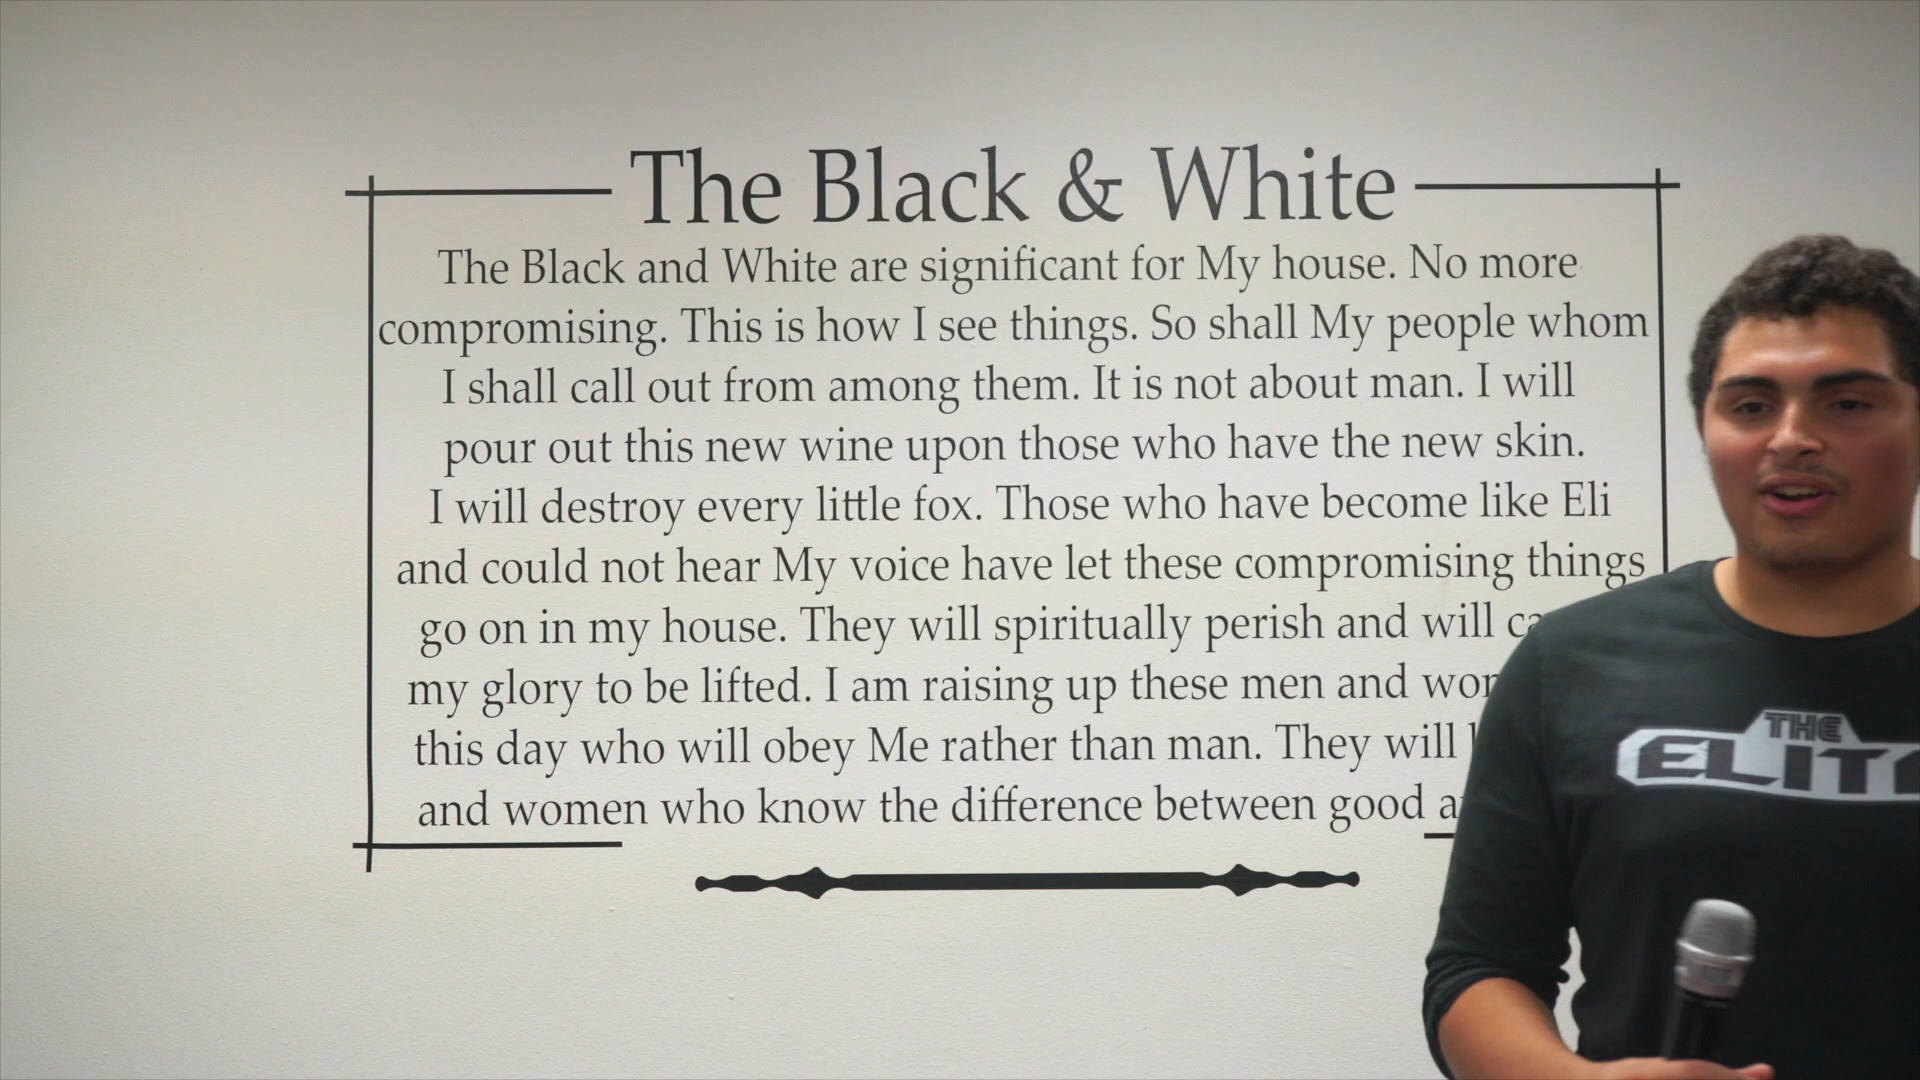 The Black & White
The Black and White are significant for My house. No more
compromising. This is how I see things. So shall My people whom
I shall call out from among them. It is not about man. I will
pour out this new wine upon those who have the new skin.
I will destroy every little fox. Those who have become like Eli
and could not hear My voice have let these compromising things
go on in my house. They will spiritually perish and will
my glory to be lifted. I am raising up these men and
this day who will obey Me rather than man. They will
and women who know the difference between good
THE
ELITE